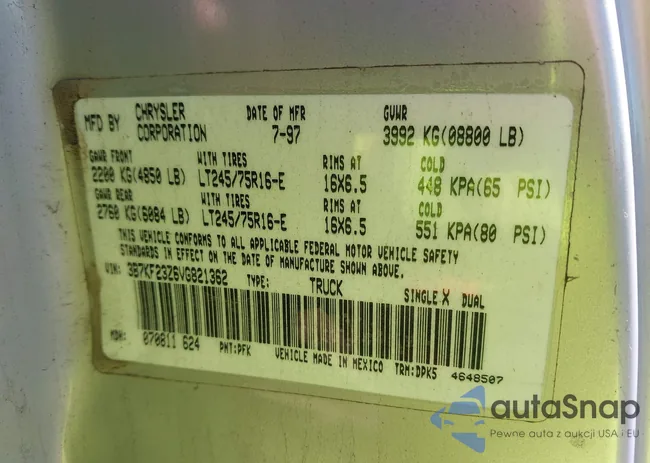 MFD BY CHRYSLER CORPORATION DATE OF MFR 7-97 GVWR 3992 KG(08800 LB)
GAWR FRONT WITH TIRES RIMS AT COLD
2200 KG(4850 LB) LT245/75R16-E 16X6.5 448 KPA(65 PSI)
GAWR REAR WITH TIRES RIMS AT COLD
2760 KG(6084 LB) LT245/75R16-E 16X6.5 551 KPA(80 PSI)
THIS VEHICLE CONFORMS TO ALL APPLICABLE FEDERAL MOTOR VEHICLE SAFETY
STANDARDS IN EFFECT ON THE DATE OF MANUFACTURE SHOWN ABOVE.
VIN: 3B7KF23Z6VG821362 TYPE: TRUCK SINGLE X DUAL
MDH: 070811 624 PNT:PFK VEHICLE MADE IN MEXICO TRM:DPK5 4648507
autaSnap
Pewne auta z aukcji USA i EU